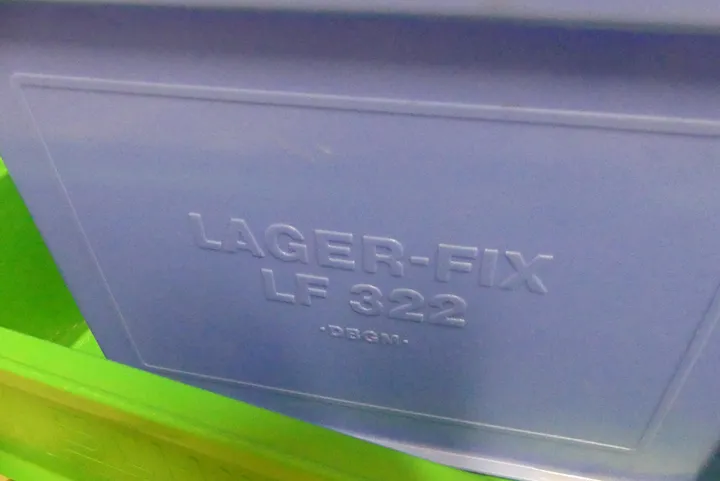 LAGER-FIX
LF 322
·DBGM·